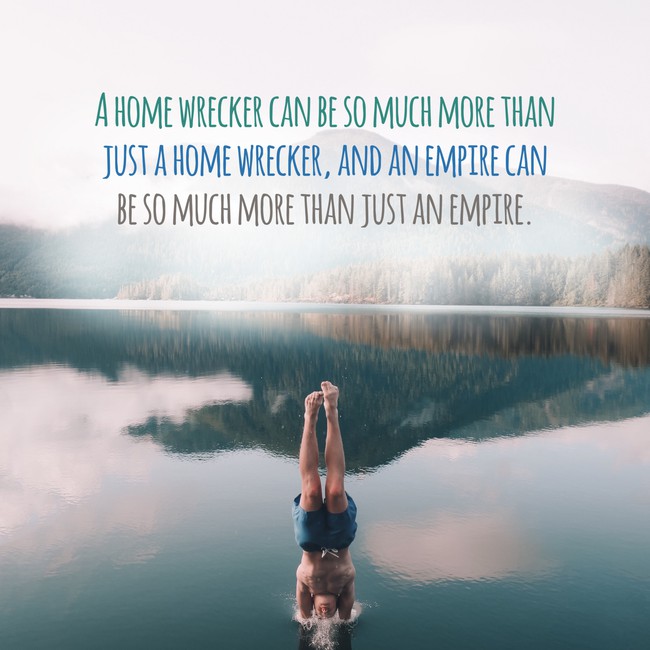 A HOME WRECKER CAN BE SO MUCH MORE THAN
JUST A HOME WRECKER, AND AN EMPIRE CAN
BE SO MUCH MORE THAN JUST AN EMPIRE.